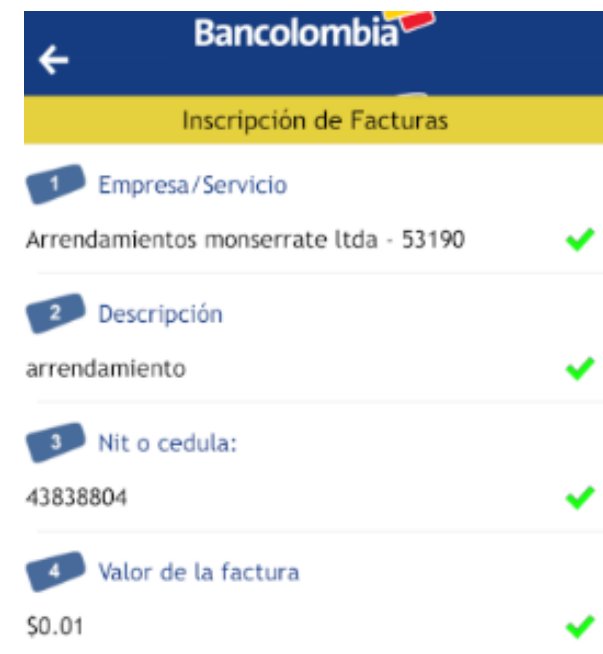 Bancolombia
Inscripción de Facturas
1 Empresa/Servicio
Arrendamientos monserrate ltda - 53190
2 Descripción
arrendamiento
3 Nit o cedula:
43838804
4 Valor de la factura
$0.01